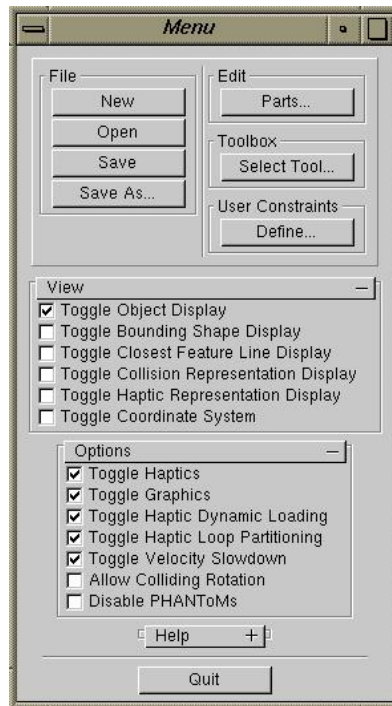 Menu
File
New
Open
Save
Save As...
Edit
Parts...
Toolbox
Select Tool...
User Constraints
Define...
View
Toggle Object Display
Toggle Bounding Shape Display
Toggle Closest Feature Line Display
Toggle Collision Representation Display
Toggle Haptic Representation Display
Toggle Coordinate System
Options
Toggle Haptics
Toggle Graphics
Toggle Haptic Dynamic Loading
Toggle Haptic Loop Partitioning
Toggle Velocity Slowdown
Allow Colliding Rotation
Disable PHANToMs
Help
Quit